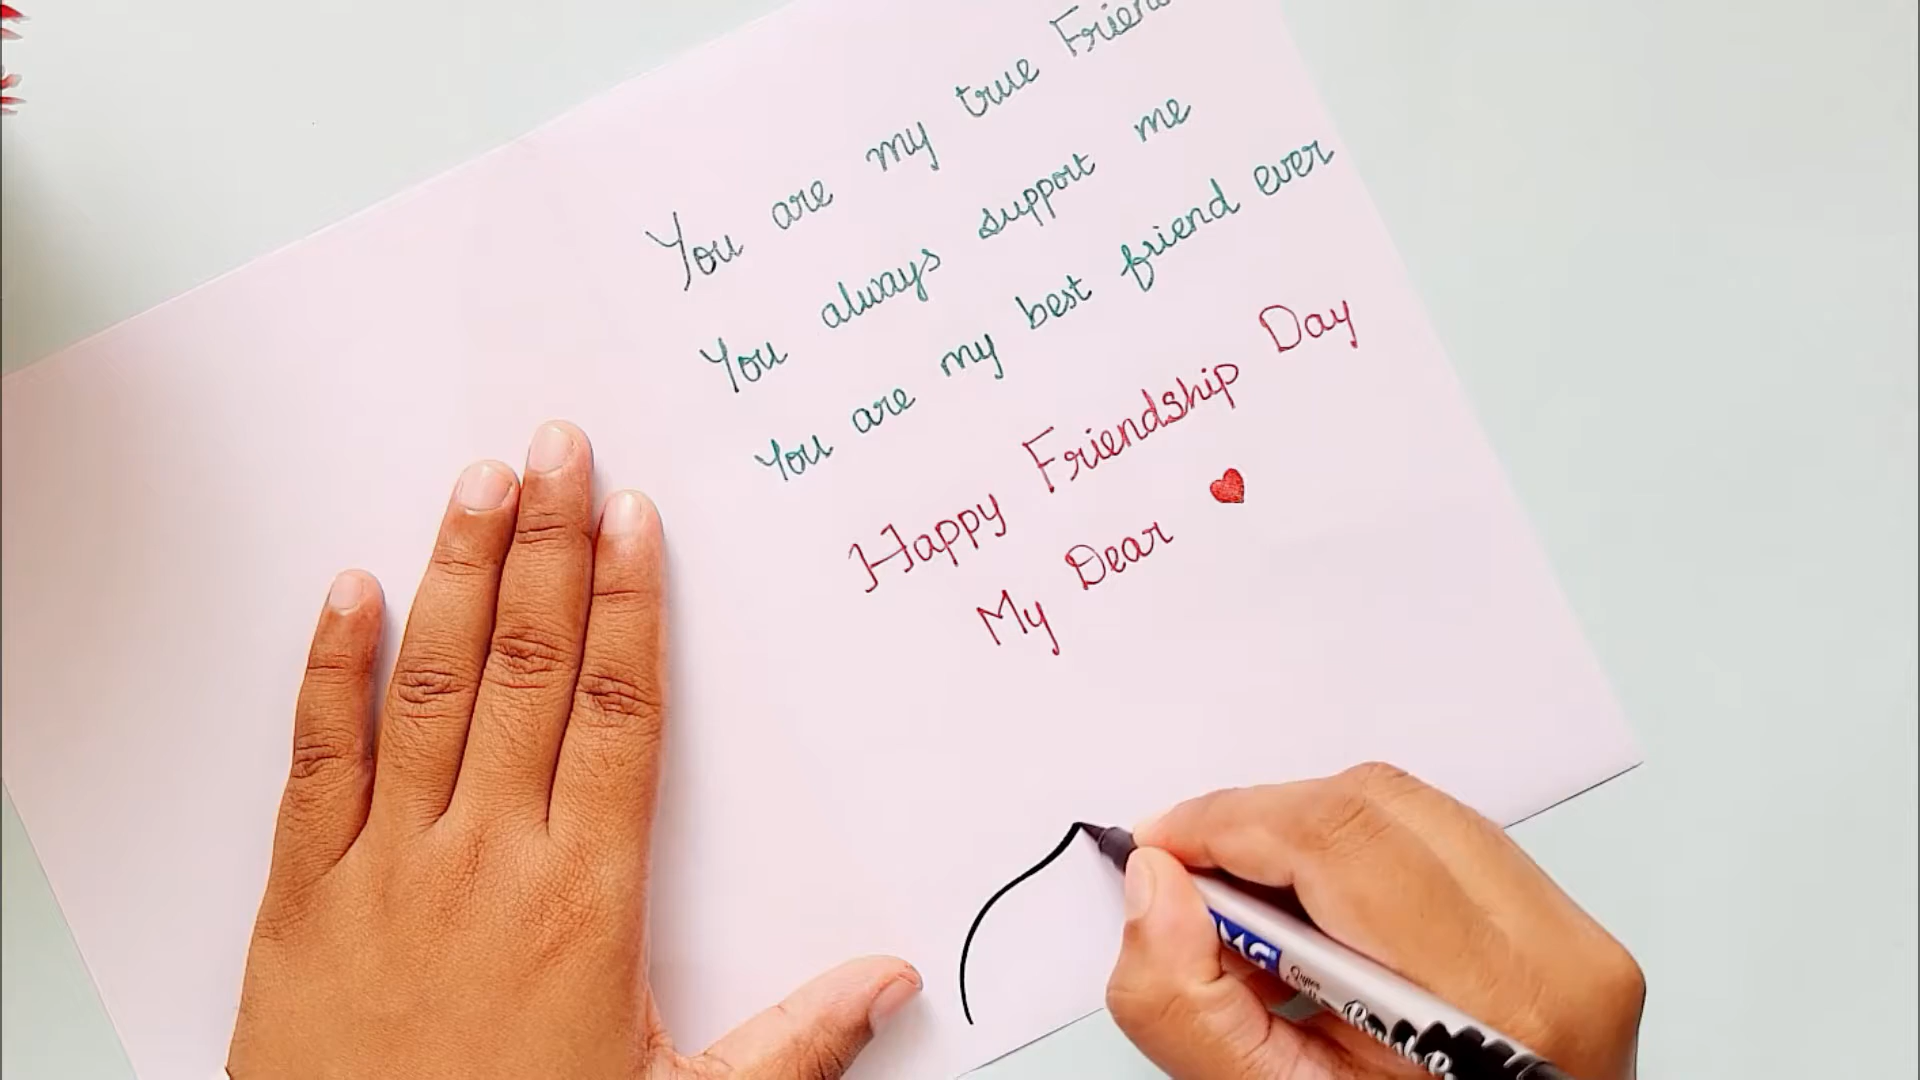 You are my true Friend
You always support me
You are my best friend ever
Happy Friendship Day
My Dear ♥